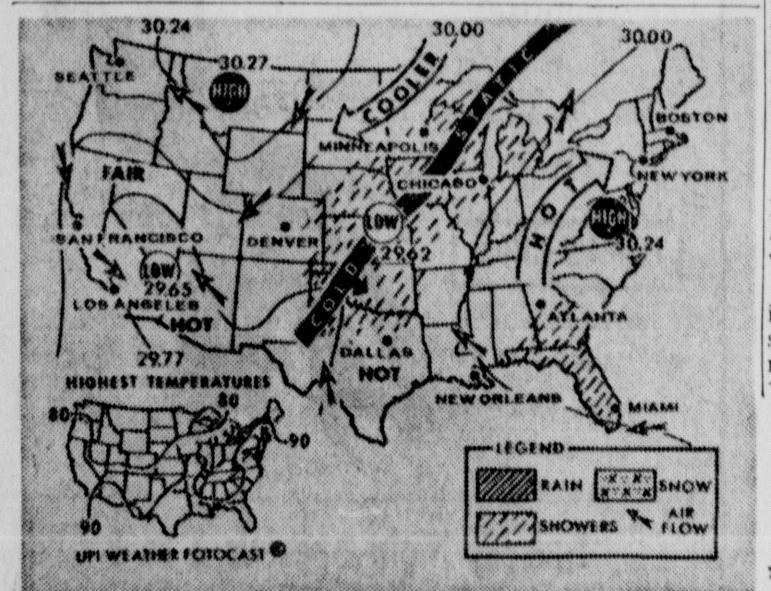 30.24
30.00
30.00
30.27
SEATTLE
HIGH
COOLER
STATIC
BOSTON
MINNEAPOLIS
FAIR
CHICAGO
NEW YORK
HOT
HIGH
LOW
SAN FRANCISCO
DENVER
30.24
29.62
LOW
29.65
LOS ANGELES
COLD
ATLANTA
HOT
29.77
DALLAS
HOT
HIGHEST TEMPERATURES
NEW ORLEANS
MIAMI
80
80
90
90
LEGEND
RAIN
SNOW
SHOWERS
AIR
FLOW
UPI WEATHER FOTOCAST ®